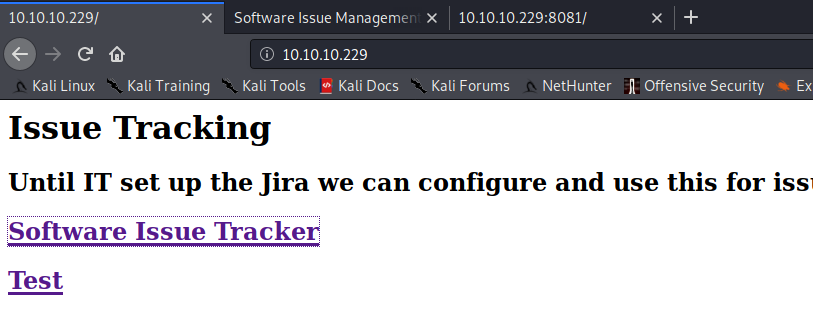 10.10.10.229/
Software Issue Management
10.10.10.229:8081/
10.10.10.229
Kali Linux Kali Training Kali Tools Kali Docs Kali Forums NetHunter Offensive Security Ex
Issue Tracking
Until IT set up the Jira we can configure and use this for iss
Software Issue Tracker
Test